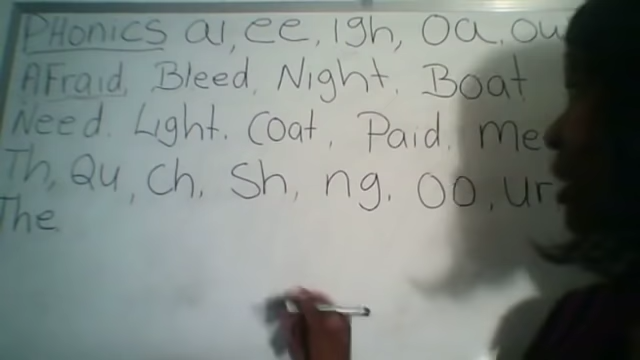 PHonics ai, ee, igh, Oa, ou
AFraid, Bleed, Night, Boat
Need, Light, Coat, Paid, Me
Th, Qu, Ch, Sh, ng, OO, ur
The